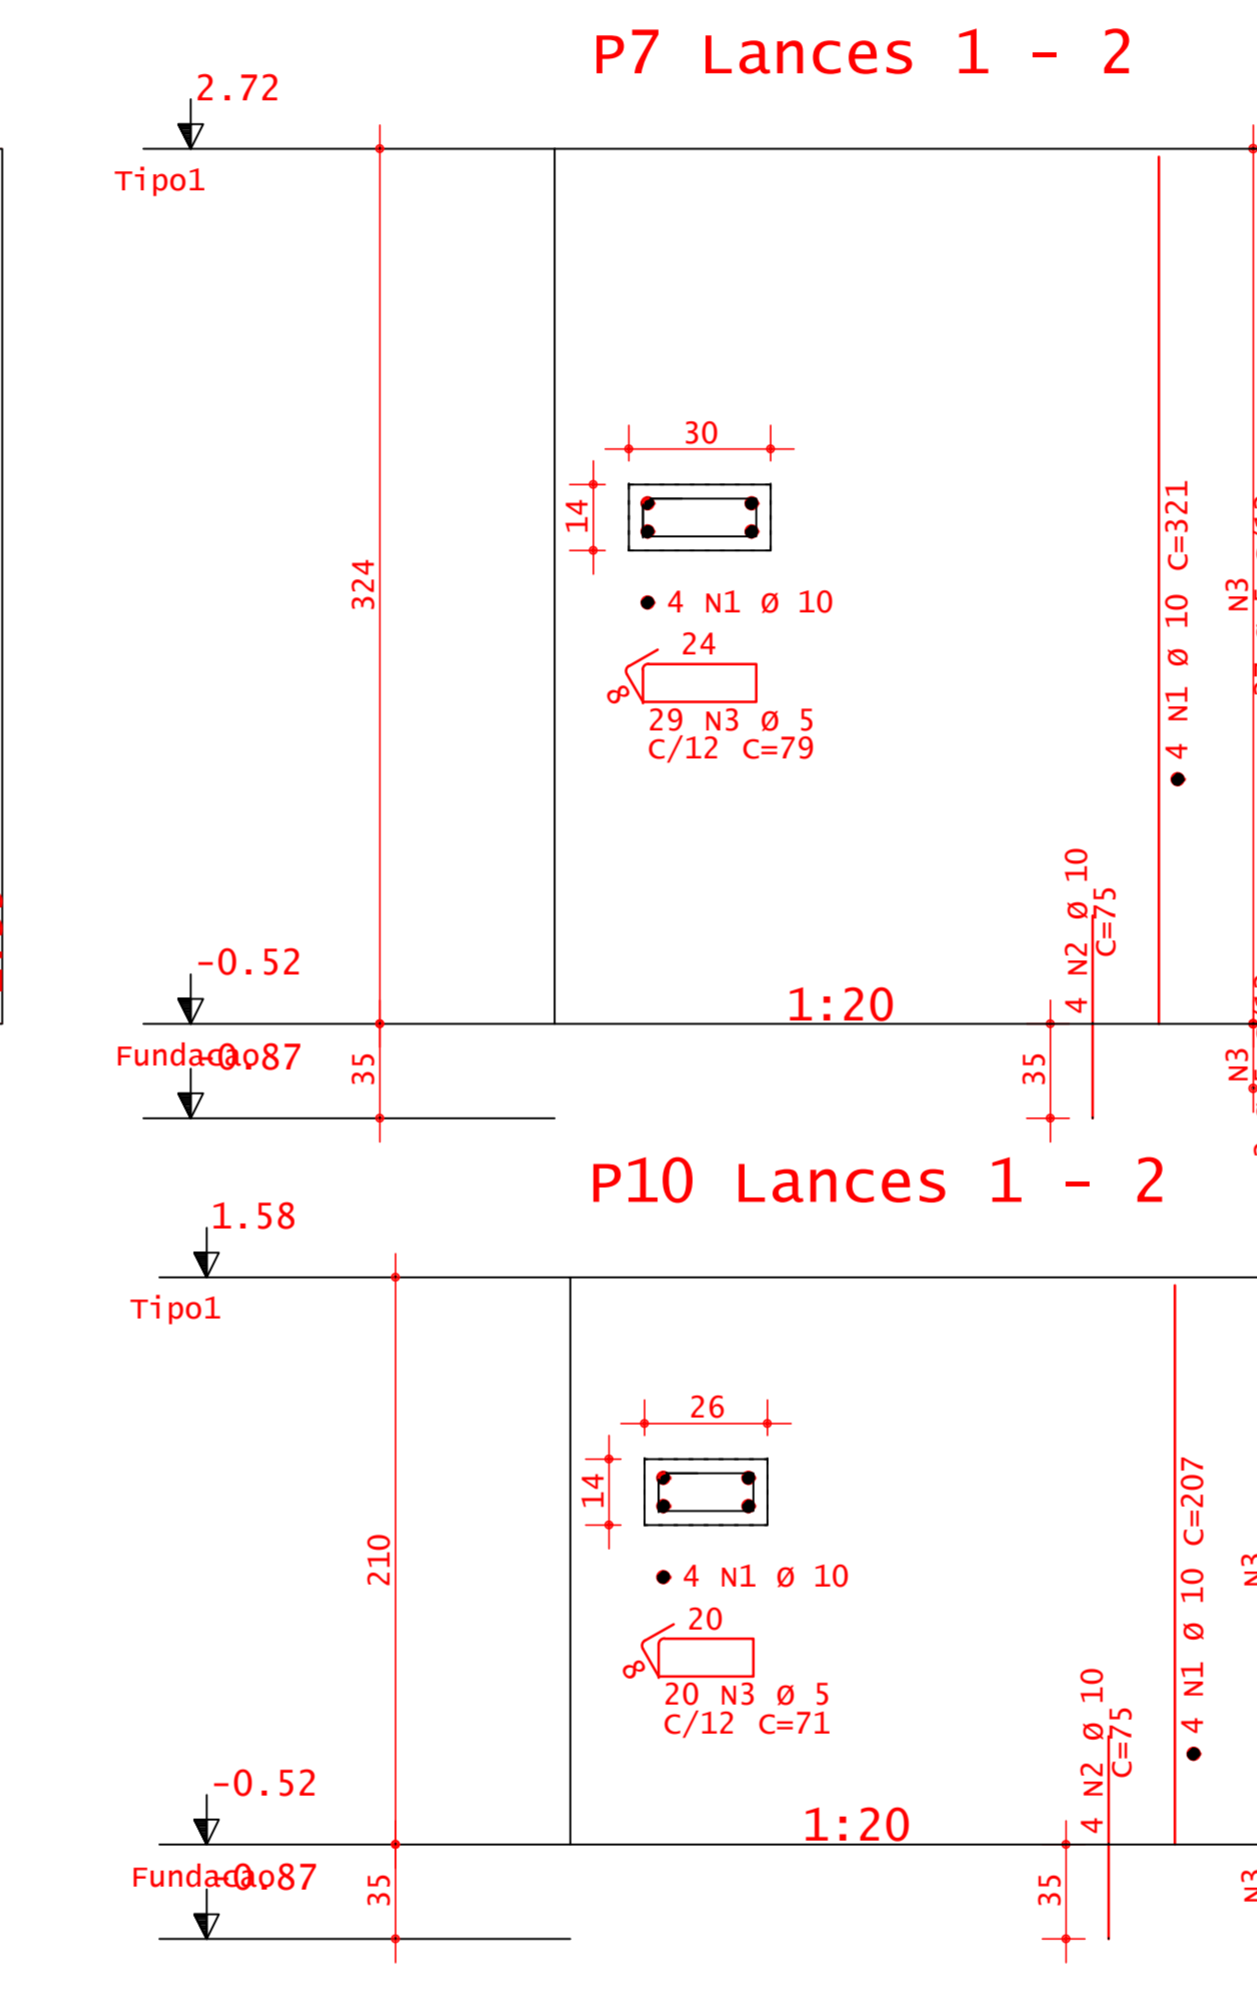 P7 Lances 1 - 2
2.72
Tipo1
30
14
324
4 N1 Ø 10
24
8
29 N3 Ø 5
C/12 C=79
4 N1 Ø 10 C=321
N3
4 N2 Ø 10
C=75
-0.52
1:20
Fundacao
-0.87
35
35
N3
P10 Lances 1 - 2
1.58
Tipo1
26
14
210
4 N1 Ø 10
20
8
20 N3 Ø 5
C/12 C=71
4 N1 Ø 10 C=207
N3
4 N2 Ø 10
C=75
-0.52
1:20
Fundacao
-0.87
35
35
N3